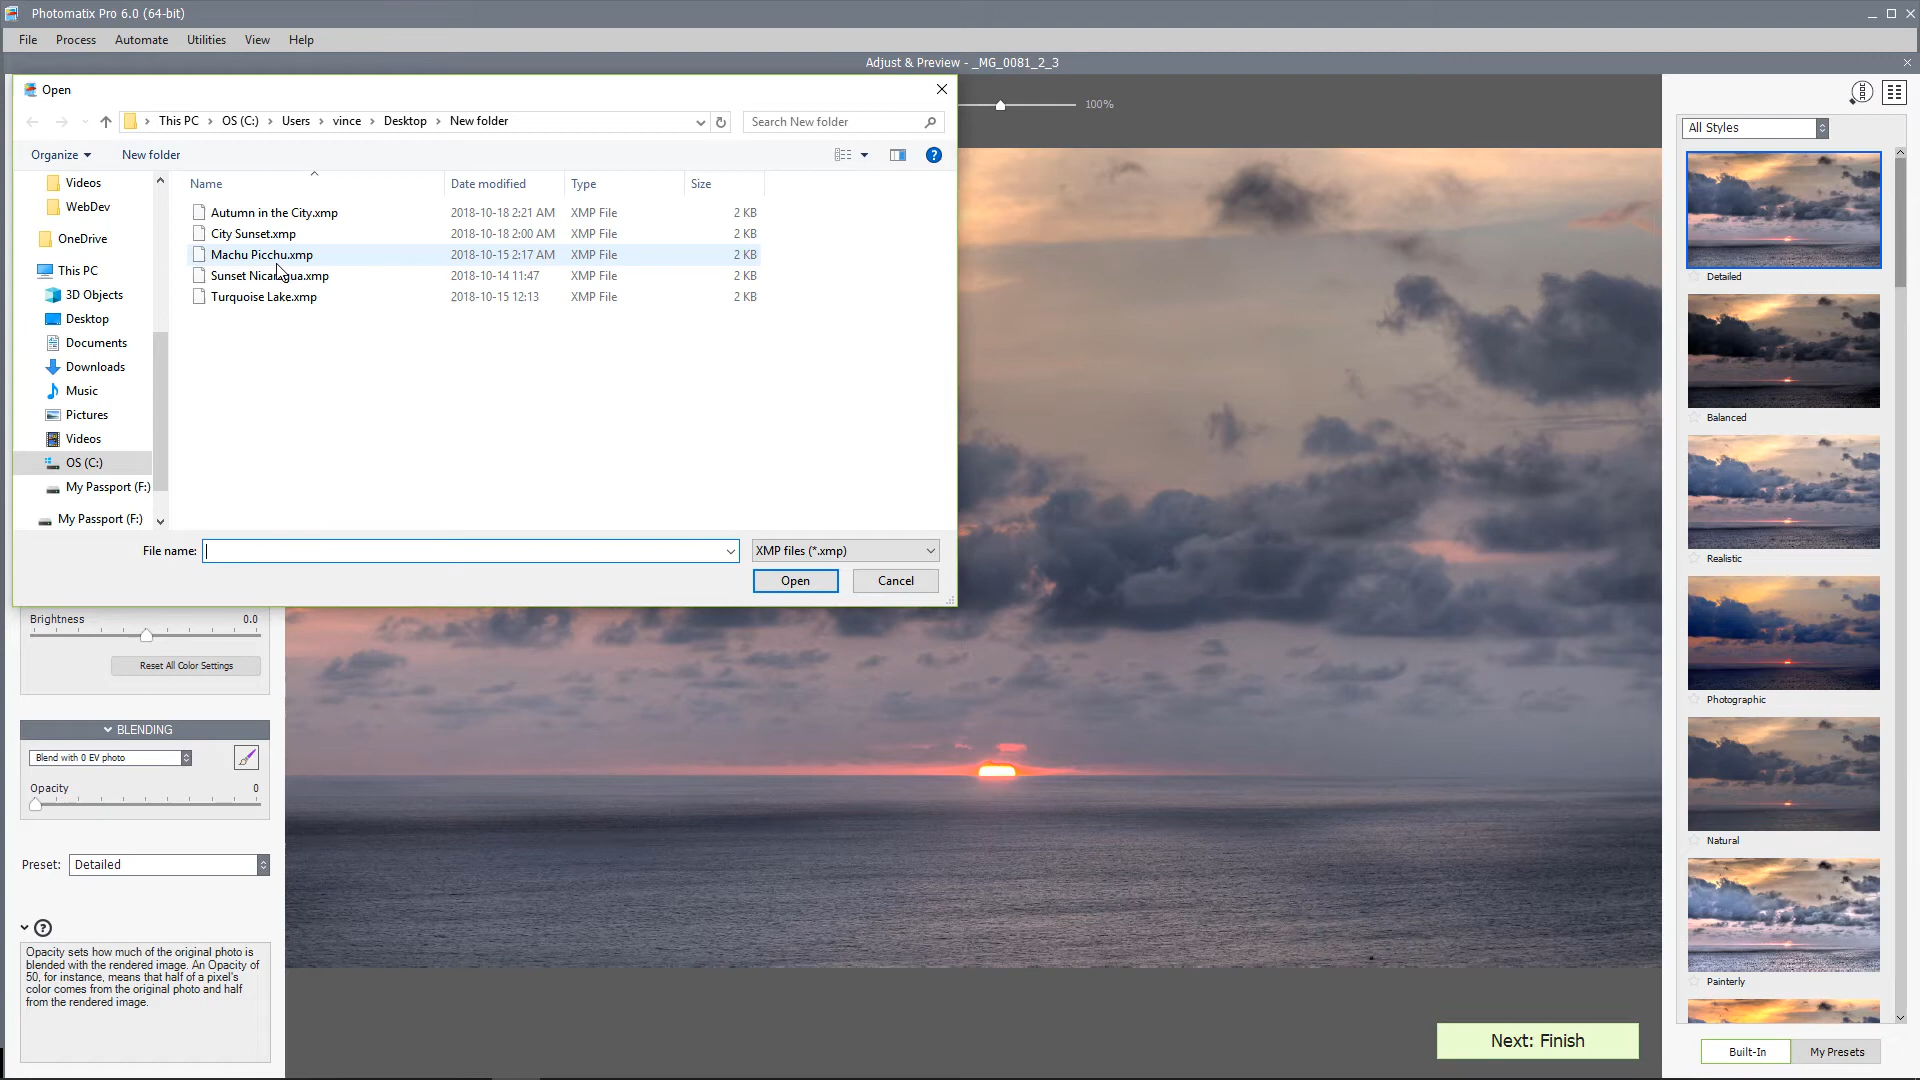 Photomatix Pro 6.0 (64-bit)
File Process Automate Utilities View Help
Adjust & Preview - _MG_0081_2_3
Open
This PC OS (C:) Users vince Desktop New folder
Search New folder
100%
Organize New folder
All Styles
Name Date modified Type Size
Autumn in the City.xmp 2018-10-18 2:21 AM XMP File 2 KB
City Sunset.xmp 2018-10-18 2:00 AM XMP File 2 KB
Machu Picchu.xmp 2018-10-15 2:17 AM XMP File 2 KB
Sunset Nicaragua.xmp 2018-10-14 11:47 XMP File 2 KB
Turquoise Lake.xmp 2018-10-15 12:13 XMP File 2 KB
Videos
WebDev
OneDrive
This PC
3D Objects
Desktop
Documents
Downloads
Music
Pictures
Videos
OS (C:)
My Passport (F:)
My Passport (F:)
File name:
XMP files (*.xmp)
Open Cancel
Brightness 0.0
Reset All Color Settings
BLENDING
Blend with 0 EV photo
Opacity 0
Preset: Detailed
?
Opacity sets how much of the original photo is
blended with the rendered image. An Opacity of
50, for instance, means that half of a pixel's
color comes from the original photo and half
from the rendered image.
Detailed
Balanced
Realistic
Photographic
Natural
Painterly
Next: Finish
Built-In My Presets